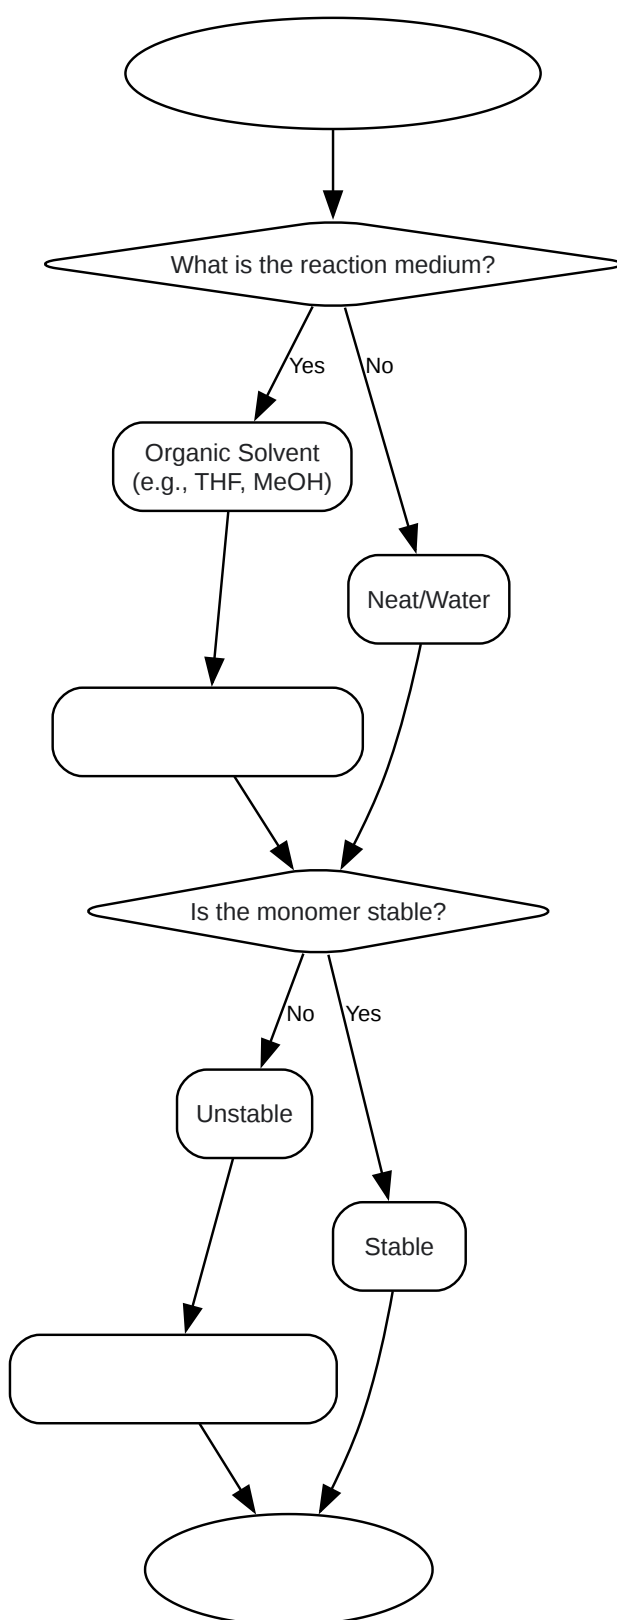 What is the reaction medium?
Yes
No
Organic Solvent
(e.g., THF, MeOH)
Neat/Water
Is the monomer stable?
No
Yes
Unstable
Stable